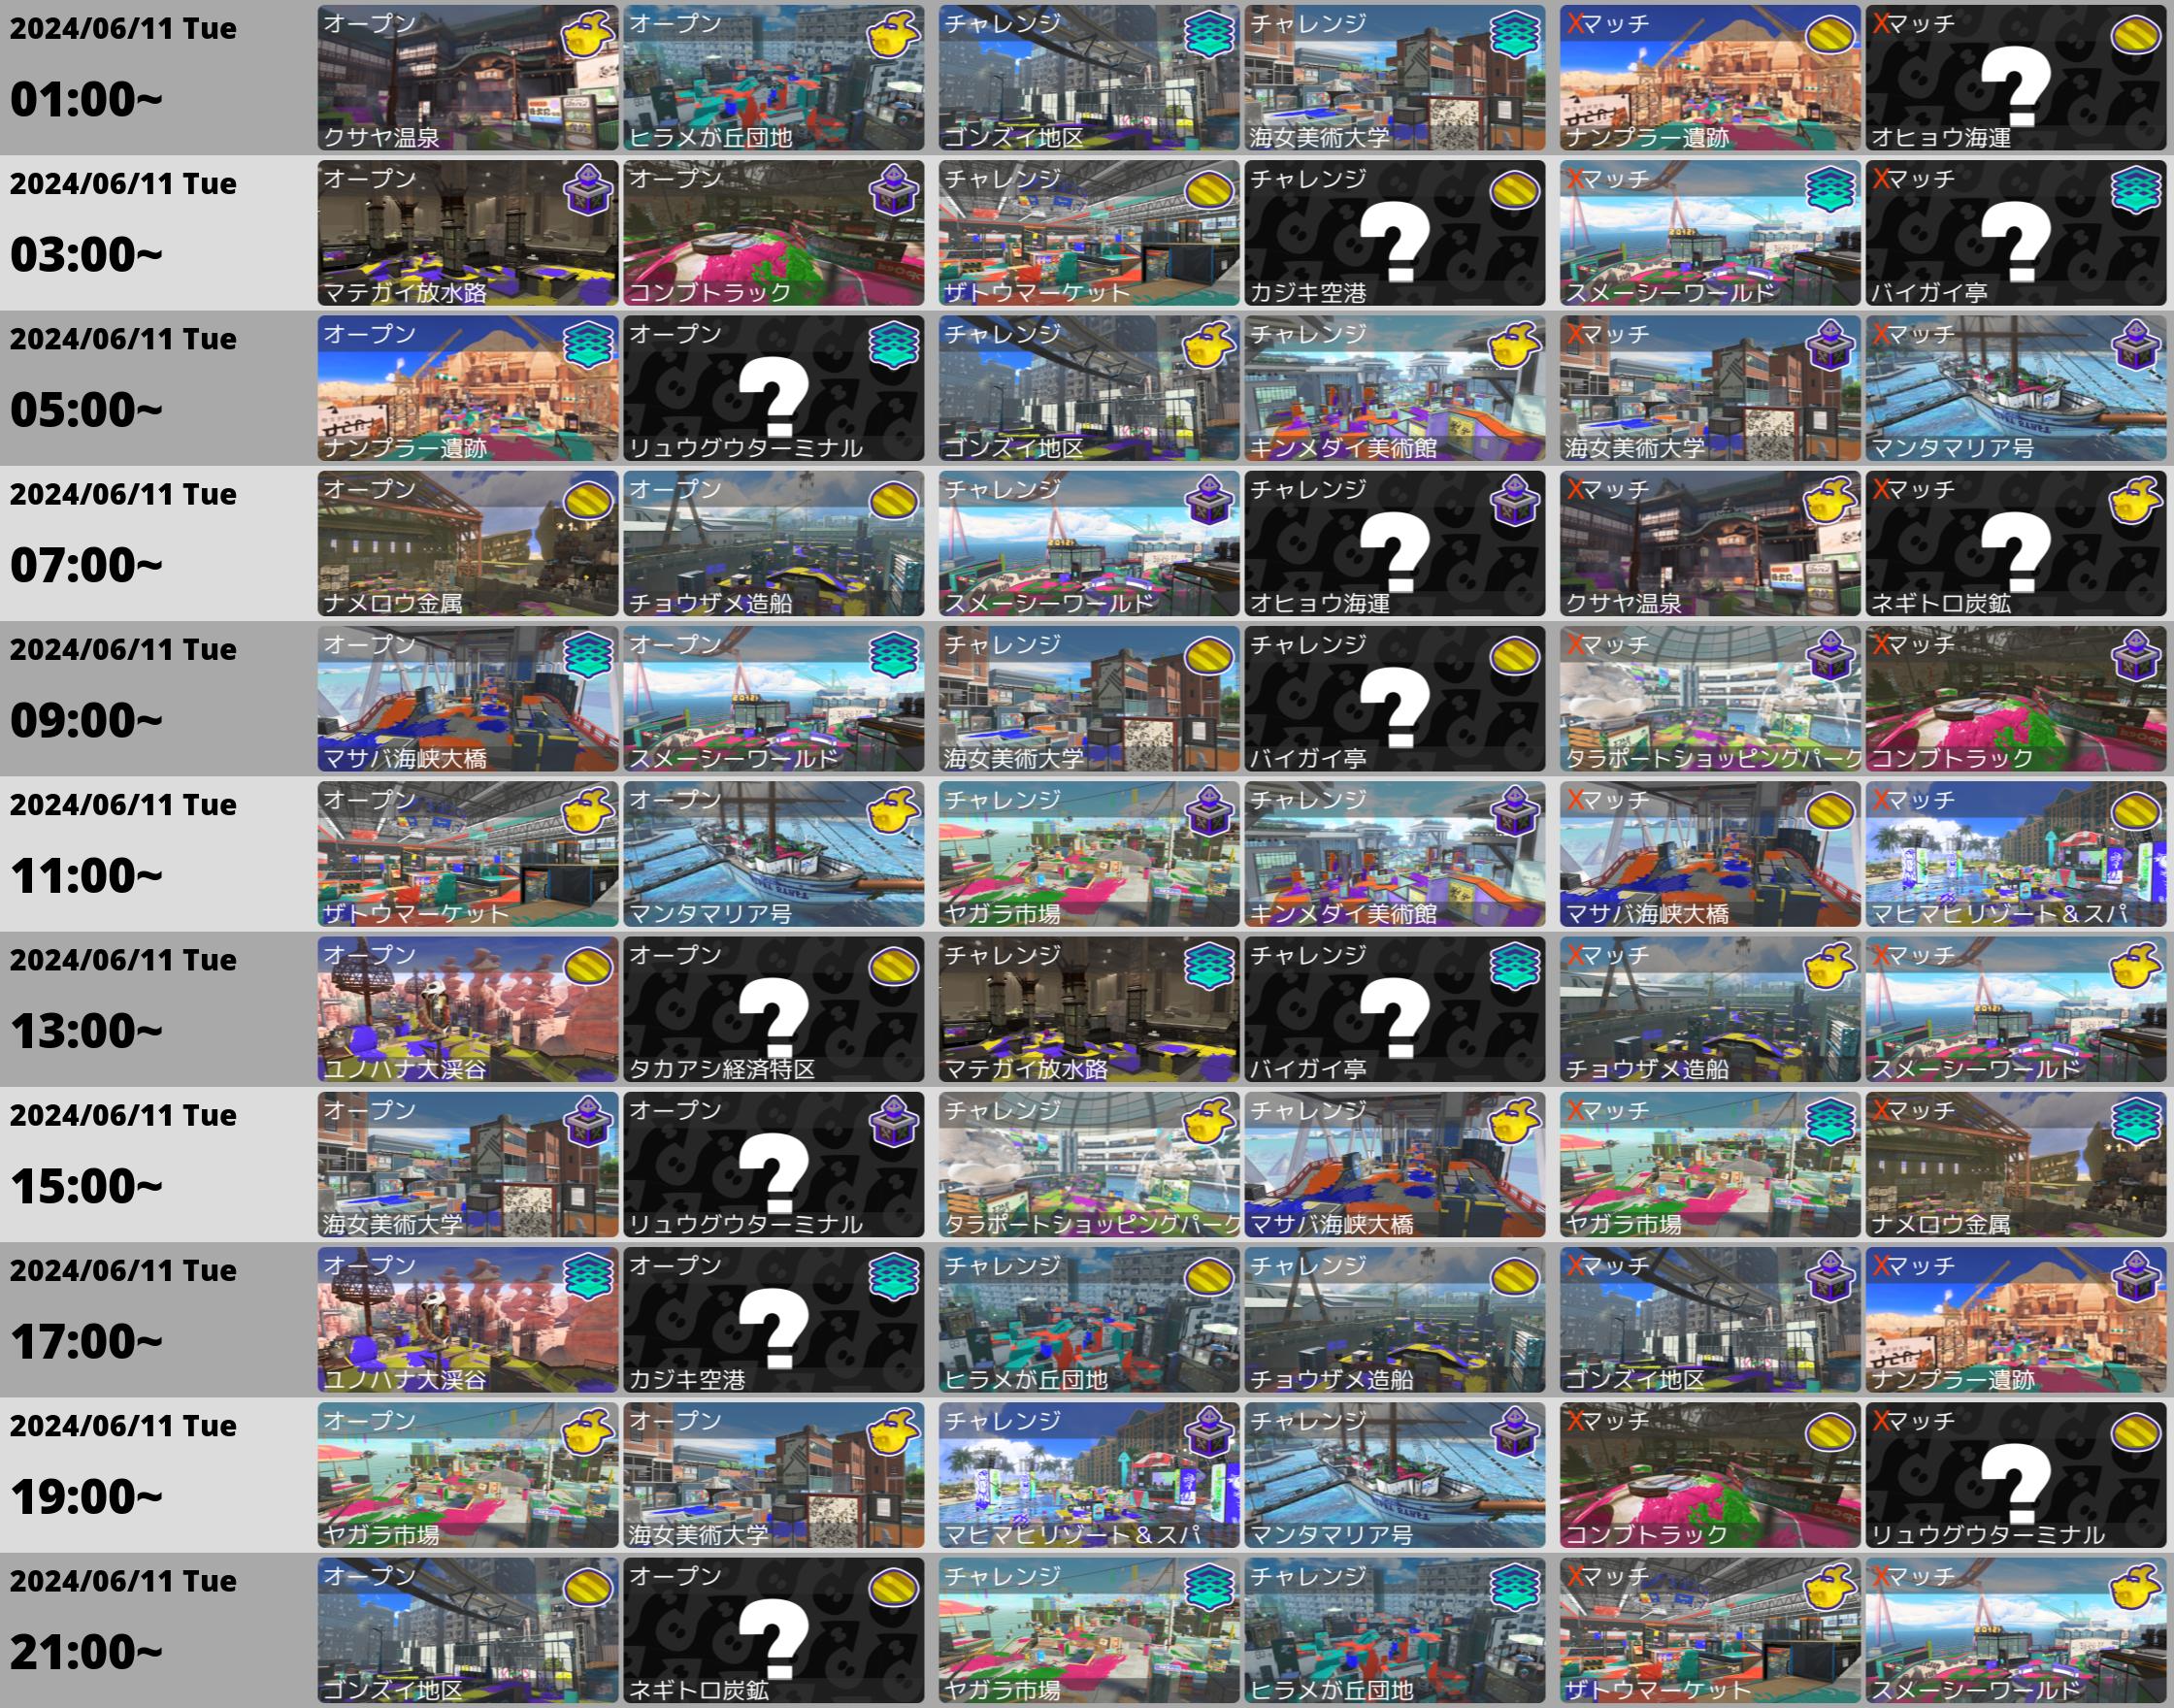 2024/06/11 Tue
01:00~
オープン
クサヤ温泉
オープン
ヒラメが丘団地
チャレンジ
ゴンズイ地区
チャレンジ
海女美術大学
Xマッチ
ナンプラー遺跡
Xマッチ
?
オヒョウ海運
2024/06/11 Tue
03:00~
オープン
マテガイ放水路
オープン
コンブトラック
チャレンジ
ザトウマーケット
チャレンジ
?
カジキ空港
Xマッチ
スメーシーワールド
Xマッチ
?
バイガイ亭
2024/06/11 Tue
05:00~
オープン
ナンプラー遺跡
オープン
?
リュウグウターミナル
チャレンジ
ゴンズイ地区
チャレンジ
キンメダイ美術館
Xマッチ
海女美術大学
Xマッチ
マンタマリア号
2024/06/11 Tue
07:00~
オープン
ナメロウ金属
オープン
チョウザメ造船
チャレンジ
スメーシーワールド
チャレンジ
?
オヒョウ海運
Xマッチ
クサヤ温泉
Xマッチ
?
ネギトロ炭鉱
2024/06/11 Tue
09:00~
オープン
マサバ海峡大橋
オープン
スメーシーワールド
チャレンジ
海女美術大学
チャレンジ
?
バイガイ亭
Xマッチ
タラポートショッピングパーク
Xマッチ
コンブトラック
2024/06/11 Tue
11:00~
オープン
ザトウマーケット
オープン
マンタマリア号
チャレンジ
ヤガラ市場
チャレンジ
キンメダイ美術館
Xマッチ
マサバ海峡大橋
Xマッチ
マヒマヒリゾート＆スパ
2024/06/11 Tue
13:00~
オープン
ユノハナ大渓谷
オープン
?
タカアシ経済特区
チャレンジ
マテガイ放水路
チャレンジ
?
バイガイ亭
Xマッチ
チョウザメ造船
Xマッチ
スメーシーワールド
2024/06/11 Tue
15:00~
オープン
海女美術大学
オープン
?
リュウグウターミナル
チャレンジ
タラポートショッピングパーク
チャレンジ
マサバ海峡大橋
Xマッチ
ヤガラ市場
Xマッチ
ナメロウ金属
2024/06/11 Tue
17:00~
オープン
ユノハナ大渓谷
オープン
?
カジキ空港
チャレンジ
ヒラメが丘団地
チャレンジ
チョウザメ造船
Xマッチ
ゴンズイ地区
Xマッチ
ナンプラー遺跡
2024/06/11 Tue
19:00~
オープン
ヤガラ市場
オープン
海女美術大学
チャレンジ
マヒマヒリゾート＆スパ
チャレンジ
マンタマリア号
Xマッチ
コンブトラック
Xマッチ
?
リュウグウターミナル
2024/06/11 Tue
21:00~
オープン
ゴンズイ地区
オープン
?
ネギトロ炭鉱
チャレンジ
ヤガラ市場
チャレンジ
ヒラメが丘団地
Xマッチ
ザトウマーケット
Xマッチ
スメーシーワールド